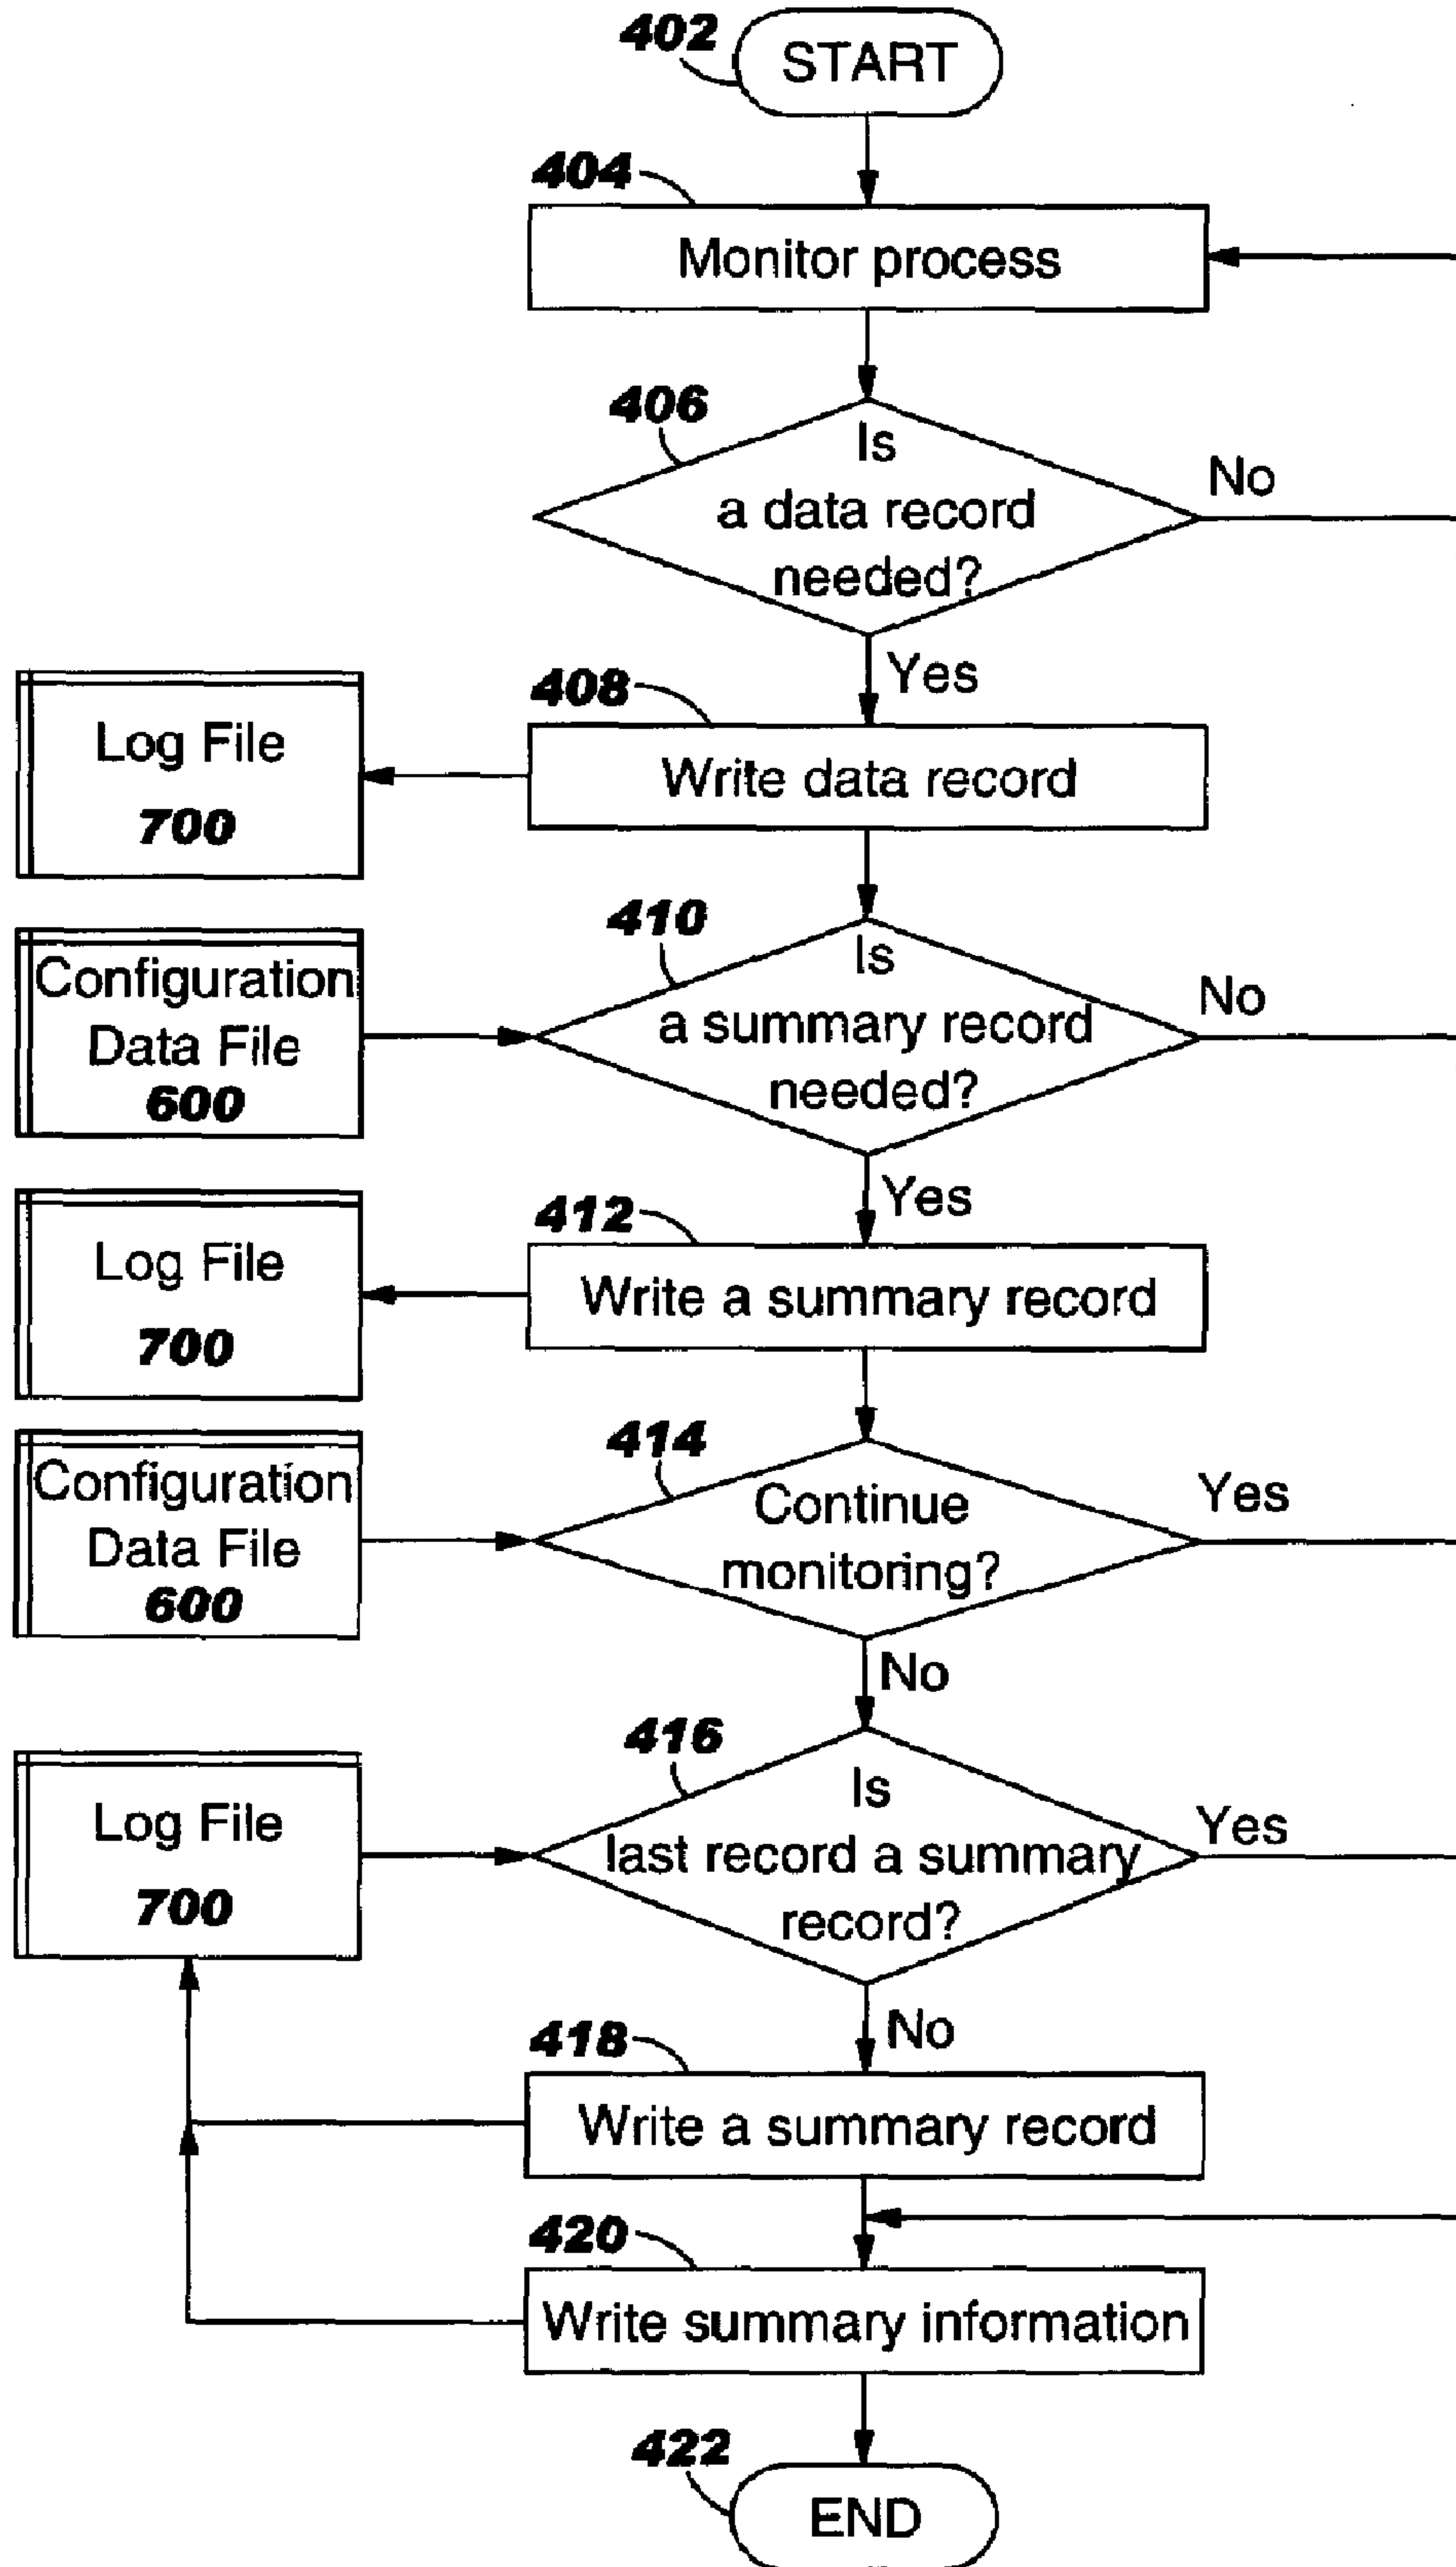 402
START
404
Monitor process
406
Is
a data record
needed?
No
Yes
408
Write data record
Log File
700
410
Is
a summary record
needed?
No
Configuration
Data File
600
Yes
412
Write a summary record
Log File
700
414
Continue
monitoring?
Yes
Configuration
Data File
600
No
416
Is
last record a summary
record?
Yes
Log File
700
No
418
Write a summary record
420
Write summary information
422
END